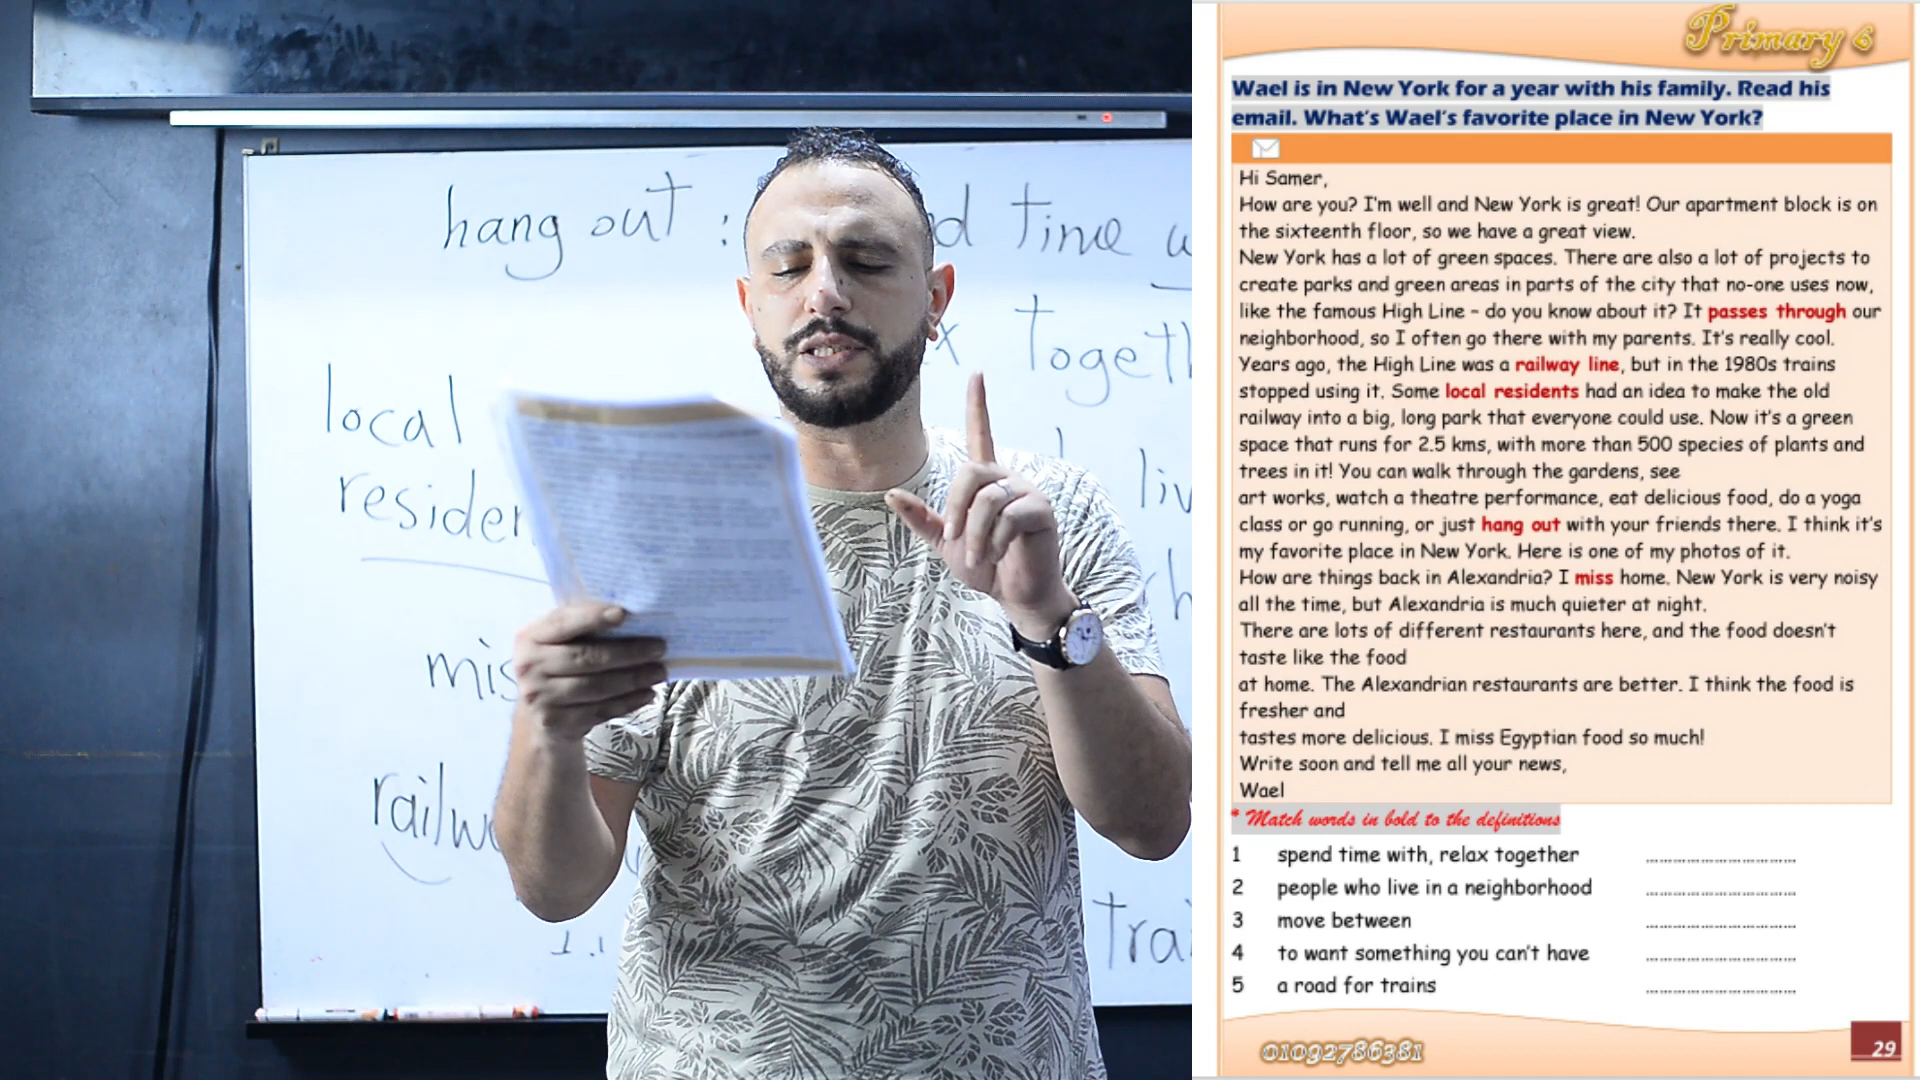 hang out :
time
Togeth
local
liv
railw
Trai
Primary 6
Wael is in New York for a year with his family. Read his
email. What's Wael's favorite place in New York?
Hi Samer,
How are you? I'm well and New York is great! Our apartment block is on
the sixteenth floor, so we have a great view.
New York has a lot of green spaces. There are also a lot of projects to
create parks and green areas in parts of the city that no-one uses now,
like the famous High Line – do you know about it? It passes through our
neighborhood, so I often go there with my parents. It's really cool.
Years ago, the High Line was a railway line, but in the 1980s trains
stopped using it. Some local residents had an idea to make the old
railway into a big, long park that everyone could use. Now it's a green
space that runs for 2.5 kms, with more than 500 species of plants and
trees in it! You can walk through the gardens, see
art works, watch a theatre performance, eat delicious food, do a yoga
class or go running, or just hang out with your friends there. I think it's
my favorite place in New York. Here is one of my photos of it.
How are things back in Alexandria? I miss home. New York is very noisy
all the time, but Alexandria is much quieter at night.
There are lots of different restaurants here, and the food doesn't
taste like the food
at home. The Alexandrian restaurants are better. I think the food is
fresher and
tastes more delicious. I miss Egyptian food so much!
Write soon and tell me all your news,
Wael
* Match words in bold to the definitions
1 spend time with, relax together ................................
2 people who live in a neighborhood ................................
3 move between ................................
4 to want something you can't have ................................
5 a road for trains ................................
01092786381
29